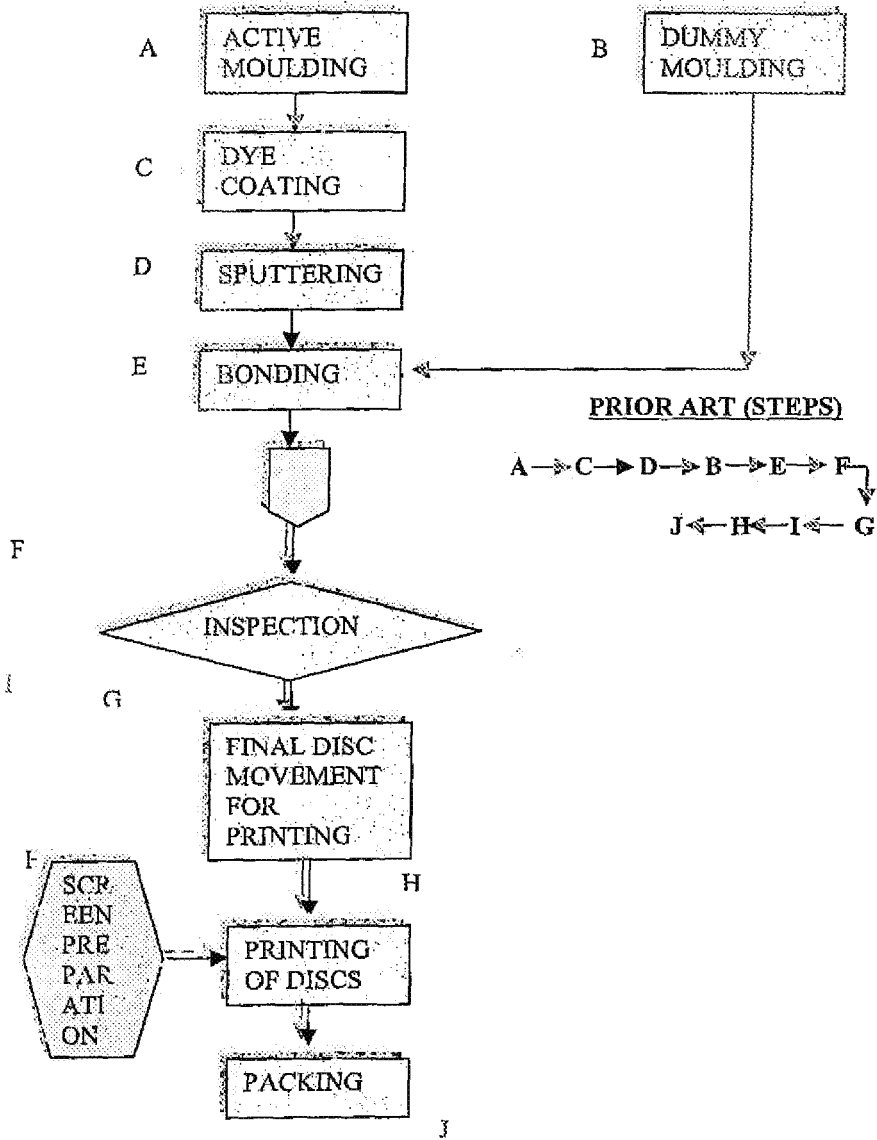 A
ACTIVE
MOULDING
B
DUMMY
MOULDING
C
DYE
COATING
D
SPUTTERING
E
BONDING
PRIOR ART (STEPS)
A C D B E F
J H I G
F
INSPECTION
G
FINAL DISC
MOVEMENT
FOR
PRINTING
SCR
EEN
PRE
PAR
ATI
ON
H
PRINTING
OF DISCS
PACKING
J